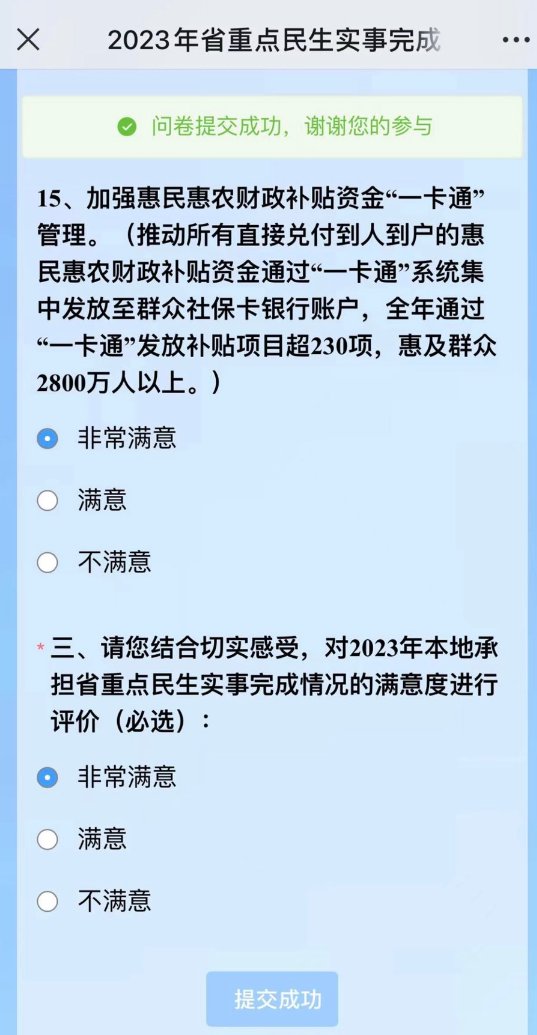 2023年省重点民生实事完成
问卷提交成功，谢谢您的参与
15、加强惠民惠农财政补贴资金“一卡通”
管理。（推动所有直接兑付到人到户的惠
民惠农财政补贴资金通过“一卡通”系统集
中发放至群众社保卡银行账户，全年通过
“一卡通”发放补贴项目超230项，惠及群众
2800万人以上。）
非常满意
满意
不满意
* 三、请您结合切实感受，对2023年本地承
担省重点民生实事完成情况的满意度进行
评价（必选）：
非常满意
满意
不满意
提交成功